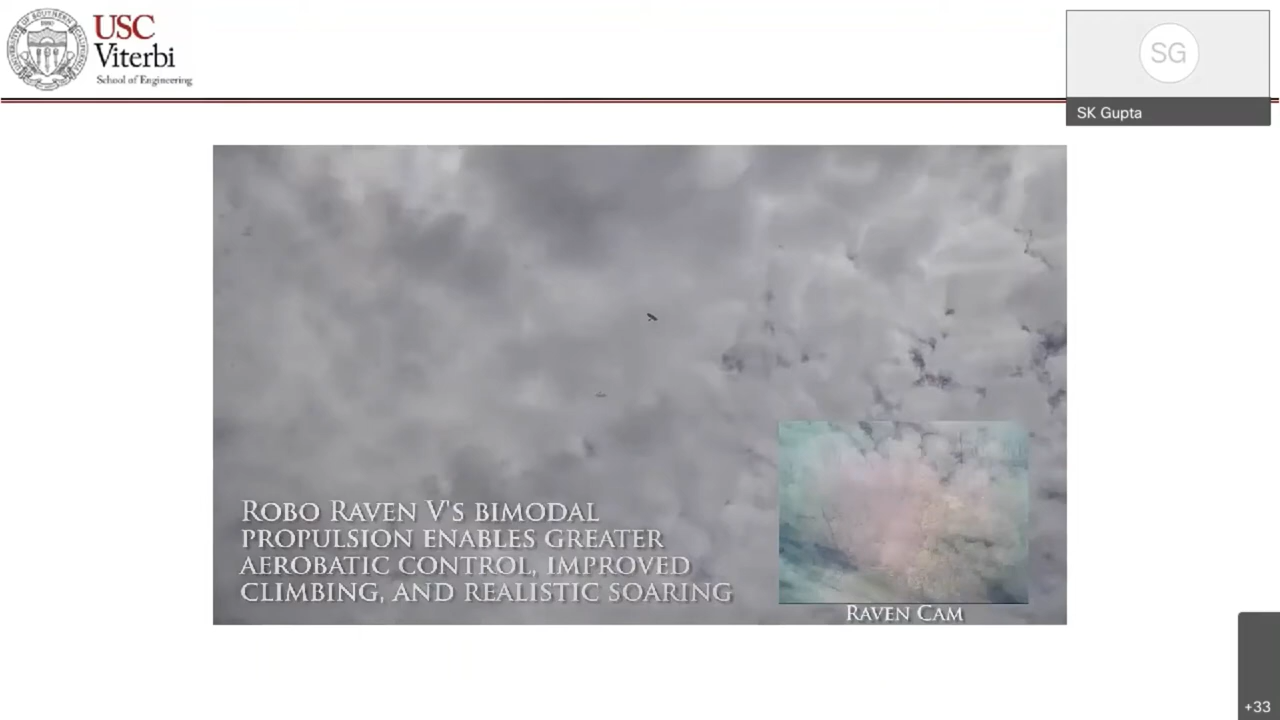 USC
Viterbi
School of Engineering
SG
SK Gupta
ROBO RAVEN V'S BIMODAL
PROPULSION ENABLES GREATER
AEROBATIC CONTROL, IMPROVED
CLIMBING, AND REALISTIC SOARING
RAVEN CAM
+33